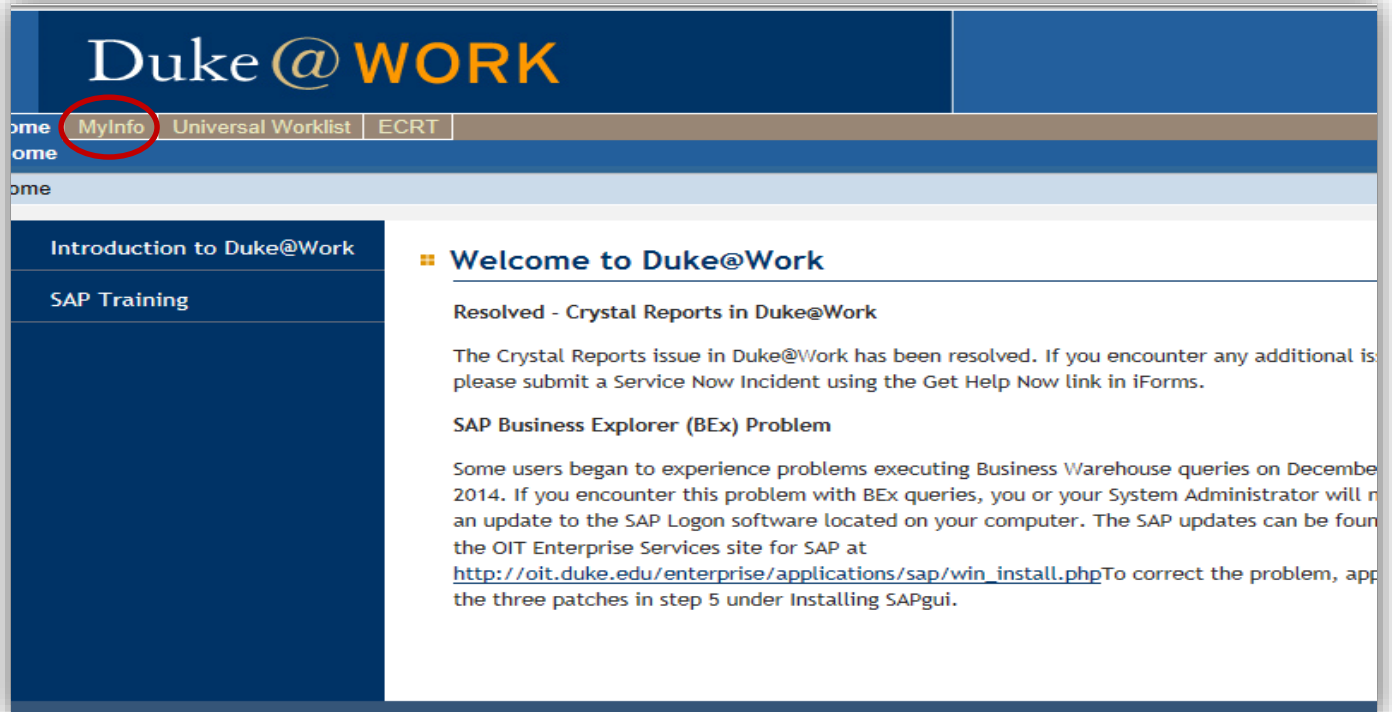 Duke@WORK
ome MyInfo Universal Worklist ECRT
ome
ome
Introduction to Duke@Work
SAP Training
Welcome to Duke@Work
Resolved - Crystal Reports in Duke@Work
The Crystal Reports issue in Duke@Work has been resolved. If you encounter any additional is
please submit a Service Now Incident using the Get Help Now link in iForms.
SAP Business Explorer (BEx) Problem
Some users began to experience problems executing Business Warehouse queries on Decembe
2014. If you encounter this problem with BEx queries, you or your System Administrator will
an update to the SAP Logon software located on your computer. The SAP updates can be foun
the OIT Enterprise Services site for SAP at
http://oit.duke.edu/enterprise/applications/sap/win_install.phpTo correct the problem, app
the three patches in step 5 under Installing SAPgui.